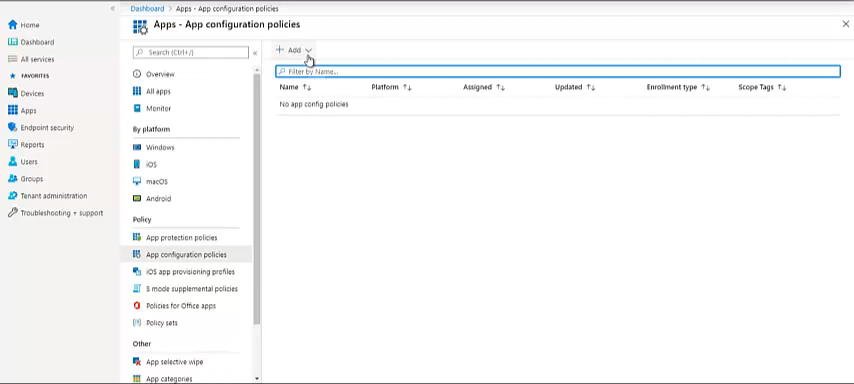 Dashboard > Apps - App configuration policies
Apps - App configuration policies
Home
Dashboard
All services
FAVORITES
Devices
Apps
Endpoint security
Reports
Users
Groups
Tenant administration
Troubleshooting + support
Search (Ctrl+/)
Overview
All apps
Monitor
By platform
Windows
iOS
macOS
Android
Policy
App protection policies
App configuration policies
iOS app provisioning profiles
S mode supplemental policies
Policies for Office apps
Policy sets
Other
App selective wipe
App categories
+ Add
Filter by Name...
Name ↑↓ Platform ↑↓ Assigned ↑↓ Updated ↑↓ Enrollment type ↑↓ Scope Tags ↑↓
No app config policies